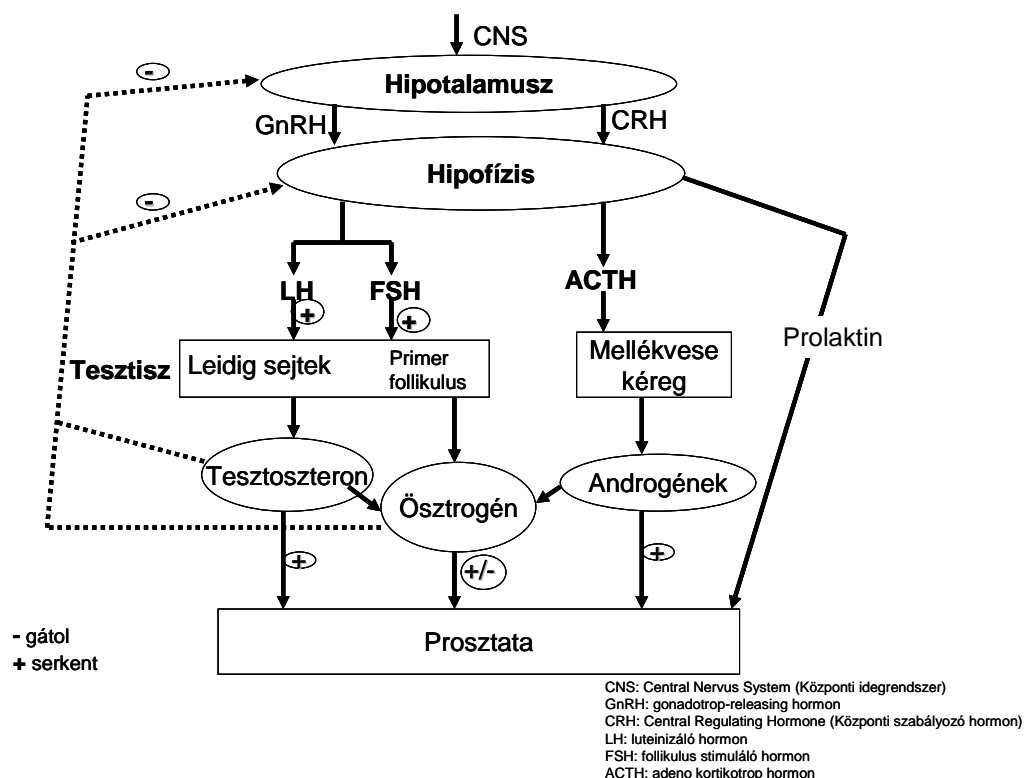 CNS
-
Hipotalamusz
GnRH
CRH
Hipofízis
-
LH
FSH
ACTH
+
+
Prolaktin
Tesztisz
Leidig sejtek
Primer
follikulus
Mellékvese
kéreg
Tesztoszteron
Ösztrogén
Androgének
+
+/-
+
Prosztata
- gátol
+ serkent
CNS: Central Nervus System (Központi idegrendszer)
GnRH: gonadotrop-releasing hormon
CRH: Central Regulating Hormone (Központi szabályozó hormon)
LH: luteinizáló hormon
FSH: follikulus stimuláló hormon
ACTH: adeno kortikotrop hormon